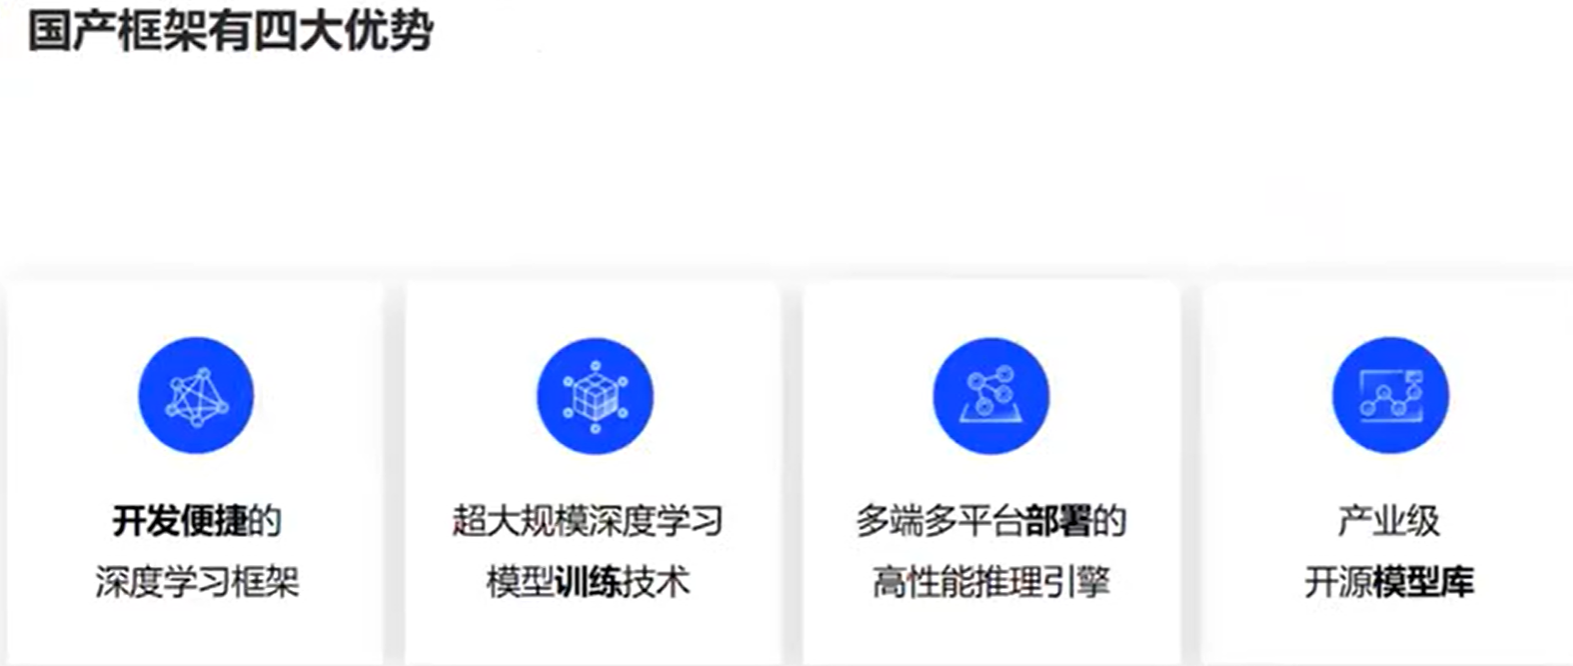 国产框架有四大优势
开发便捷的
深度学习框架
超大规模深度学习
模型训练技术
多端多平台部署的
高性能推理引擎
产业级
开源模型库